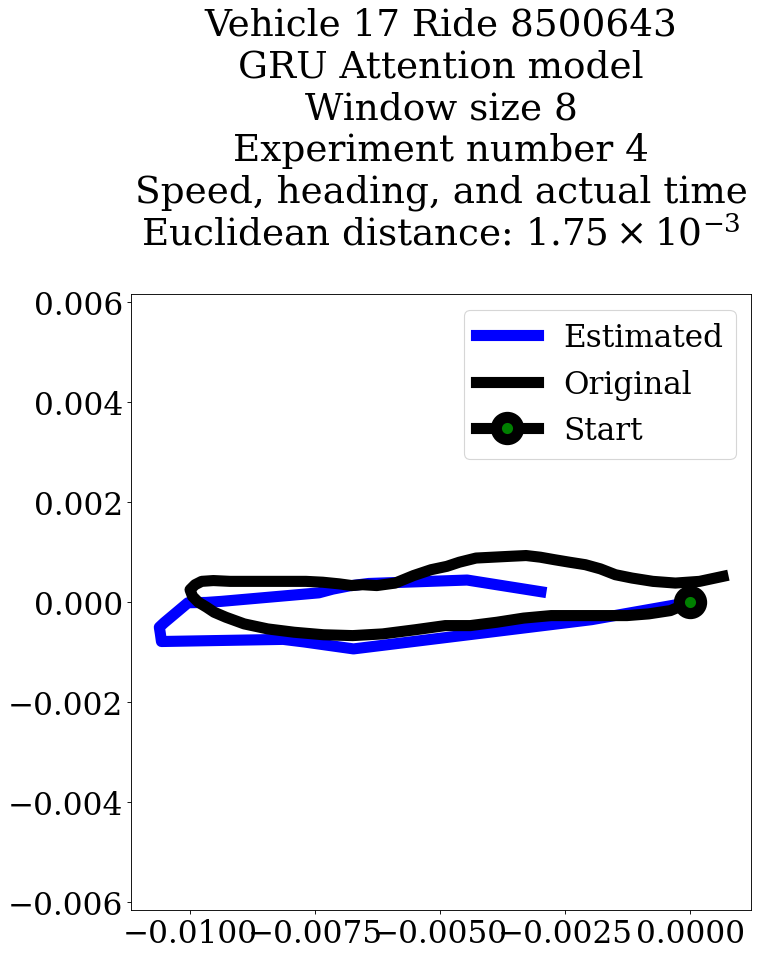 Vehicle 17 Ride 8500643
GRU Attention model
Window size 8
Experiment number 4
Speed, heading, and actual time
Euclidean distance: 1.75 × 10⁻³
0.006
Estimated
Original
Start
0.004
0.002
0.000
−0.002
−0.004
−0.006
−0.0100 −0.0075 −0.0050 −0.0025 0.0000